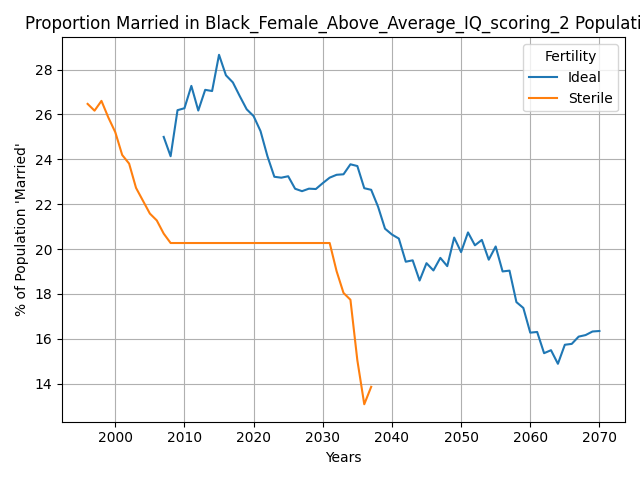 Proportion Married in Black_Female_Above_Average_IQ_scoring_2 Populati
Fertility
Ideal
Sterile
% of Population 'Married'
28
26
24
22
20
18
16
14
2000 2010 2020 2030 2040 2050 2060 2070
Years